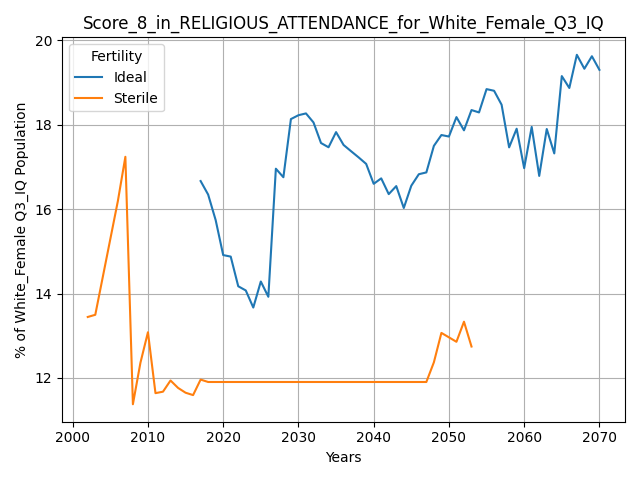 Score_8_in_RELIGIOUS_ATTENDANCE_for_White_Female_Q3_IQ
Fertility
Ideal
Sterile
% of White_Female Q3_IQ Population
20
18
16
14
12
2000 2010 2020 2030 2040 2050 2060 2070
Years